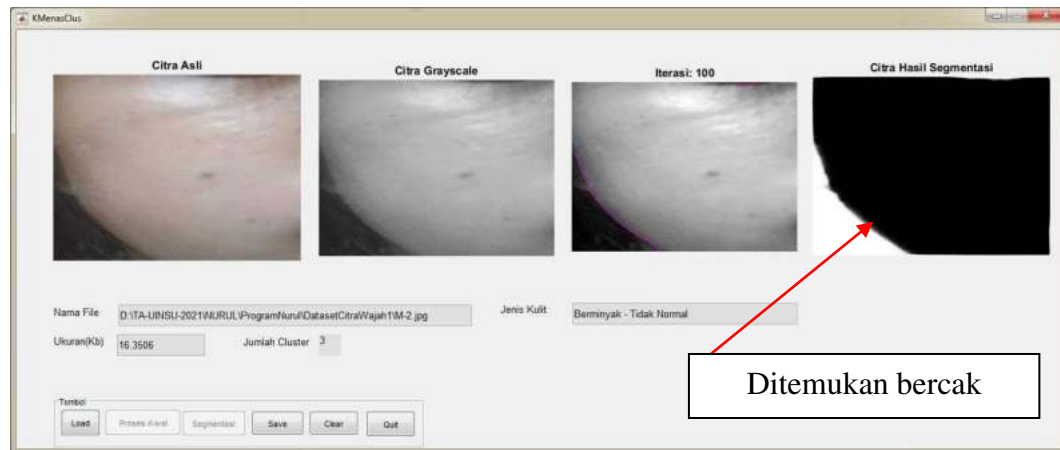 KMenasClus
Citra Asli
Citra Grayscale
Iterasi: 100
Citra Hasil Segmentasi
Nama File
D:\TA-UINSU-2021\NURUL\ProgramNurul\DatasetCitraWajah1\M-2.jpg
Jenis Kulit
Berminyak - Tidak Normal
Ukuran(Kb)
16.3506
Jumlah Cluster
3
Ditemukan bercak
Tombol
Load
Proses Awal
Segmentasi
Save
Clear
Quit